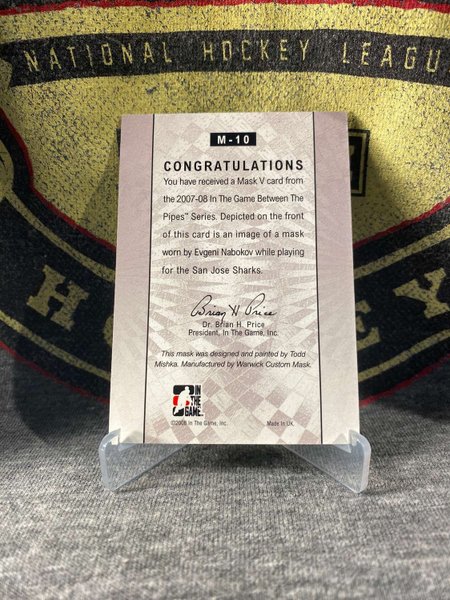 NATIONAL HOCKEY LEAGU
M-10
CONGRATULATIONS
You have received a Mask V card from
the 2007-08 In The Game Between The
Pipes™ Series. Depicted on the front
of this card is an image of a mask
worn by Evgeni Nabokov while playing
for the San Jose Sharks.
Brian H. Price
Dr. Brian H. Price
President, In The Game, Inc.
This mask was designed and painted by Todd
Mishka. Manufactured by Warwick Custom Mask.
IN
THE
GAME
©2008 In The Game, Inc.
Made in UK
HO EY